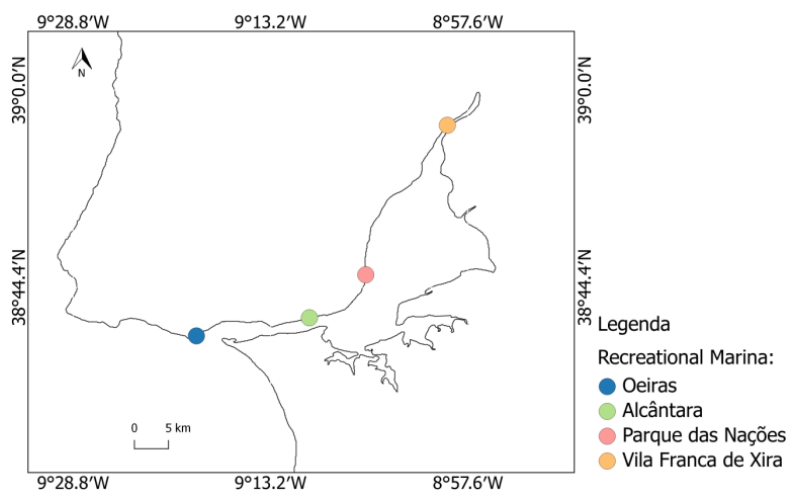 9°28.8'W 9°13.2'W 8°57.6'W
N
39°0.0'N 39°0.0'N
38°44.4'N 38°44.4'N
0 5 km
Legenda
Recreational Marina:
Oeiras
Alcântara
Parque das Nações
Vila Franca de Xira
9°28.8'W 9°13.2'W 8°57.6'W